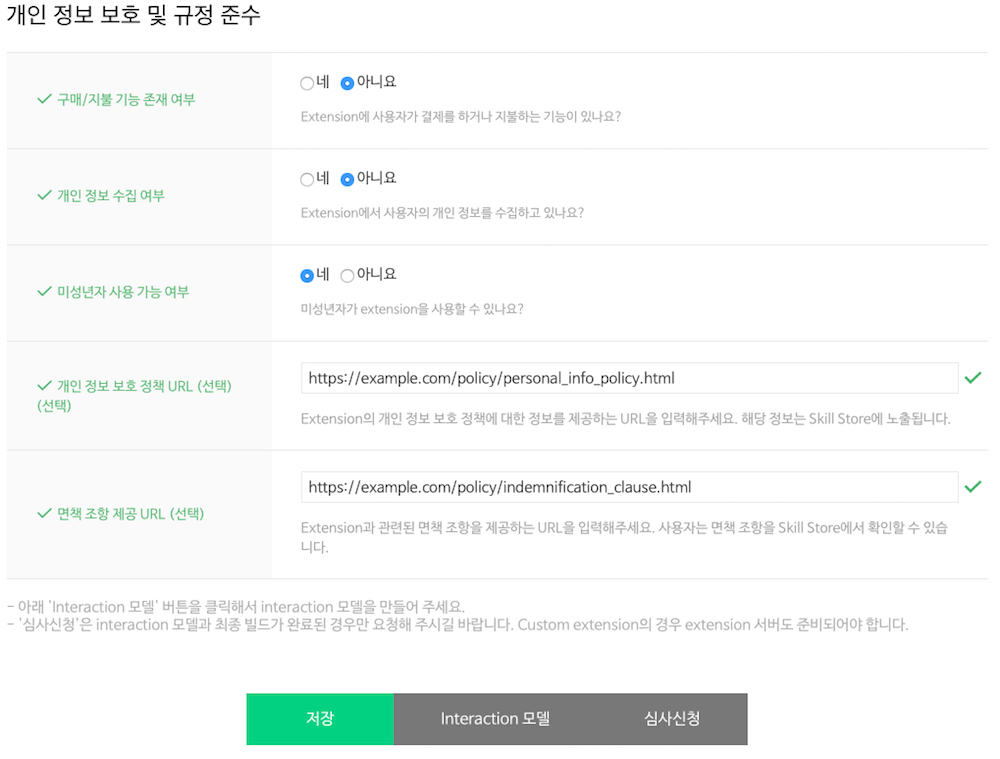 개인 정보 보호 및 규정 준수
구매/지불 기능 존재 여부
네 아니요
Extension에 사용자가 결제를 하거나 지불하는 기능이 있나요?
개인 정보 수집 여부
네 아니요
Extension에서 사용자의 개인 정보를 수집하고 있나요?
미성년자 사용 가능 여부
네 아니요
미성년자가 extension을 사용할 수 있나요?
개인 정보 보호 정책 URL (선택)
(선택)
https://example.com/policy/personal_info_policy.html
Extension의 개인 정보 보호 정책에 대한 정보를 제공하는 URL을 입력해주세요. 해당 정보는 Skill Store에 노출됩니다.
면책 조항 제공 URL (선택)
https://example.com/policy/indemnification_clause.html
Extension과 관련된 면책 조항을 제공하는 URL을 입력해주세요. 사용자는 면책 조항을 Skill Store에서 확인할 수 있습
니다.
- 아래 'Interaction 모델' 버튼을 클릭해서 interaction 모델을 만들어 주세요.
- '심사신청'은 interaction 모델과 최종 빌드가 완료된 경우만 요청해 주시길 바랍니다. Custom extension의 경우 extension 서버도 준비되어야 합니다.
저장
Interaction 모델
심사신청